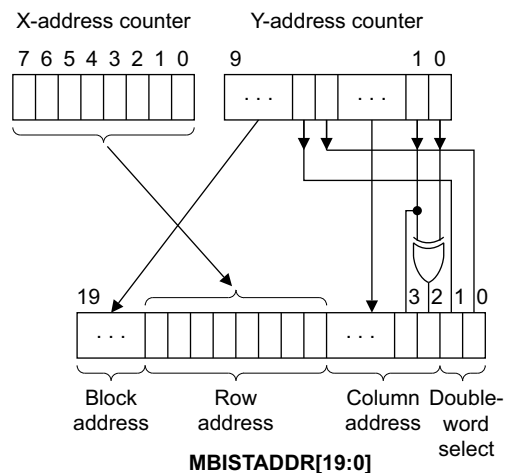 X-address counter Y-address counter
7 6 5 4 3 2 1 0 9 1 0
. . . . . .
19 3 2 1 0
. . . . . .
Block address Row address Column address Double-word select
MBISTADDR[19:0]